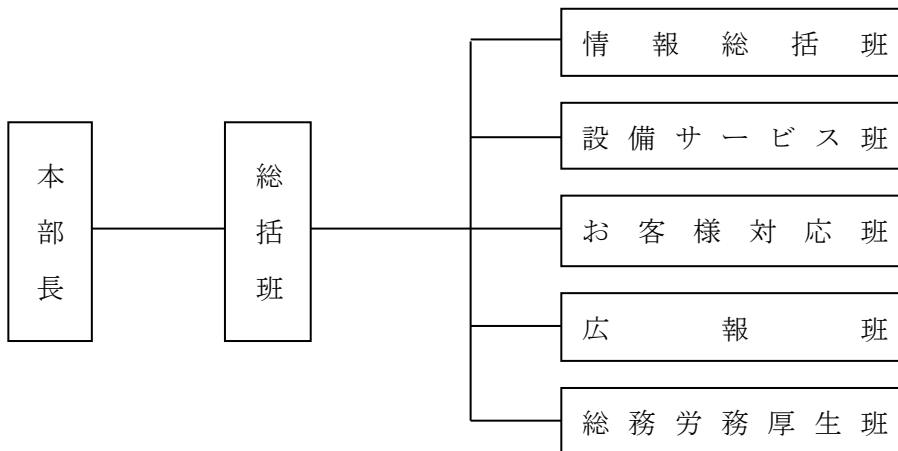 本部長
総括班
情報総括班
設備サービス班
お客様対応班
広報班
総務労務厚生班